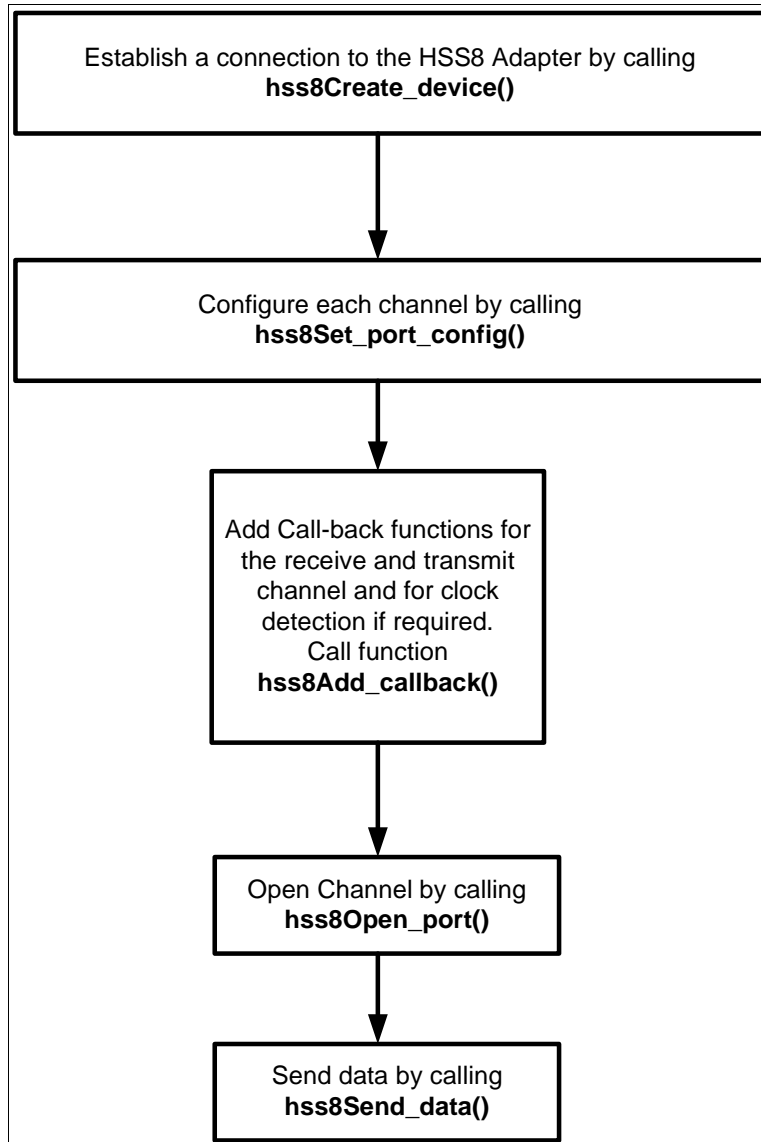 Establish a connection to the HSS8 Adapter by calling
hss8Create_device()
Configure each channel by calling
hss8Set_port_config()
Add Call-back functions for
the receive and transmit
channel and for clock
detection if required.
Call function
hss8Add_callback()
Open Channel by calling
hss8Open_port()
Send data by calling
hss8Send_data()